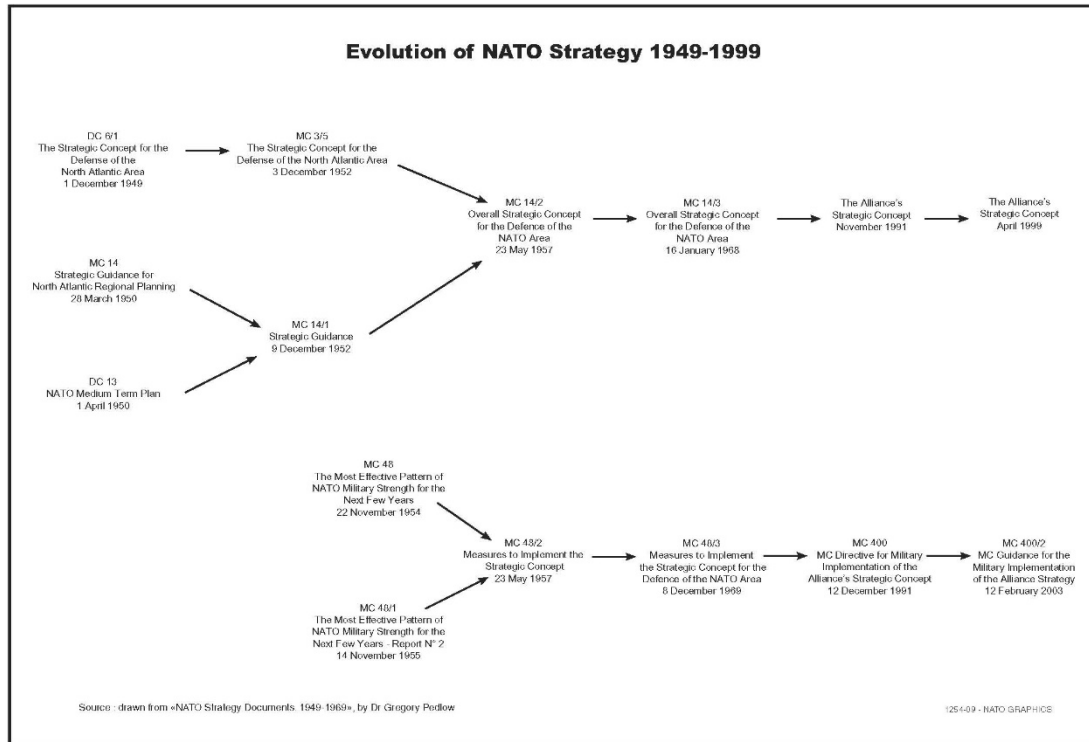 Evolution of NATO Strategy 1949-1999
DC 6/1
The Strategic Concept for the
Defense of the
North Atlantic Area
1 December 1949
MC 3/5
The Strategic Concept for the
Defense of the North Atlantic Area
3 December 1952
MC 14/2
Overall Strategic Concept
for the Defence of the
NATO Area
23 May 1957
MC 14/3
Overall Strategic Concept
for the Defence of the
NATO Area
16 January 1968
The Alliance's
Strategic Concept
November 1991
The Alliance's
Strategic Concept
April 1999
MC 14
Strategic Guidance for
North Atlantic Regional Planning
28 March 1950
MC 14/1
Strategic Guidance
9 December 1952
DC 13
NATO Medium Term Plan
1 April 1950
MC 48
The Most Effective Pattern of
NATO Military Strength for the
Next Few Years
22 November 1954
MC 48/2
Measures to Implement the
Strategic Concept
23 May 1957
MC 48/3
Measures to Implement
the Strategic Concept for the
Defence of the NATO Area
8 December 1969
MC 400
MC Directive for Military
Implementation of the
Alliance's Strategic Concept
12 December 1991
MC 400/2
MC Guidance for the
Military Implementation
of the Alliance Strategy
12 February 2003
MC 48/1
The Most Effective Pattern of
NATO Military Strength for the
Next Few Years - Report N° 2
14 November 1955
Source : drawn from «NATO Strategy Documents 1949-1969», by Dr Gregory Pedlow
1254-09 - NATO GRAPHICS